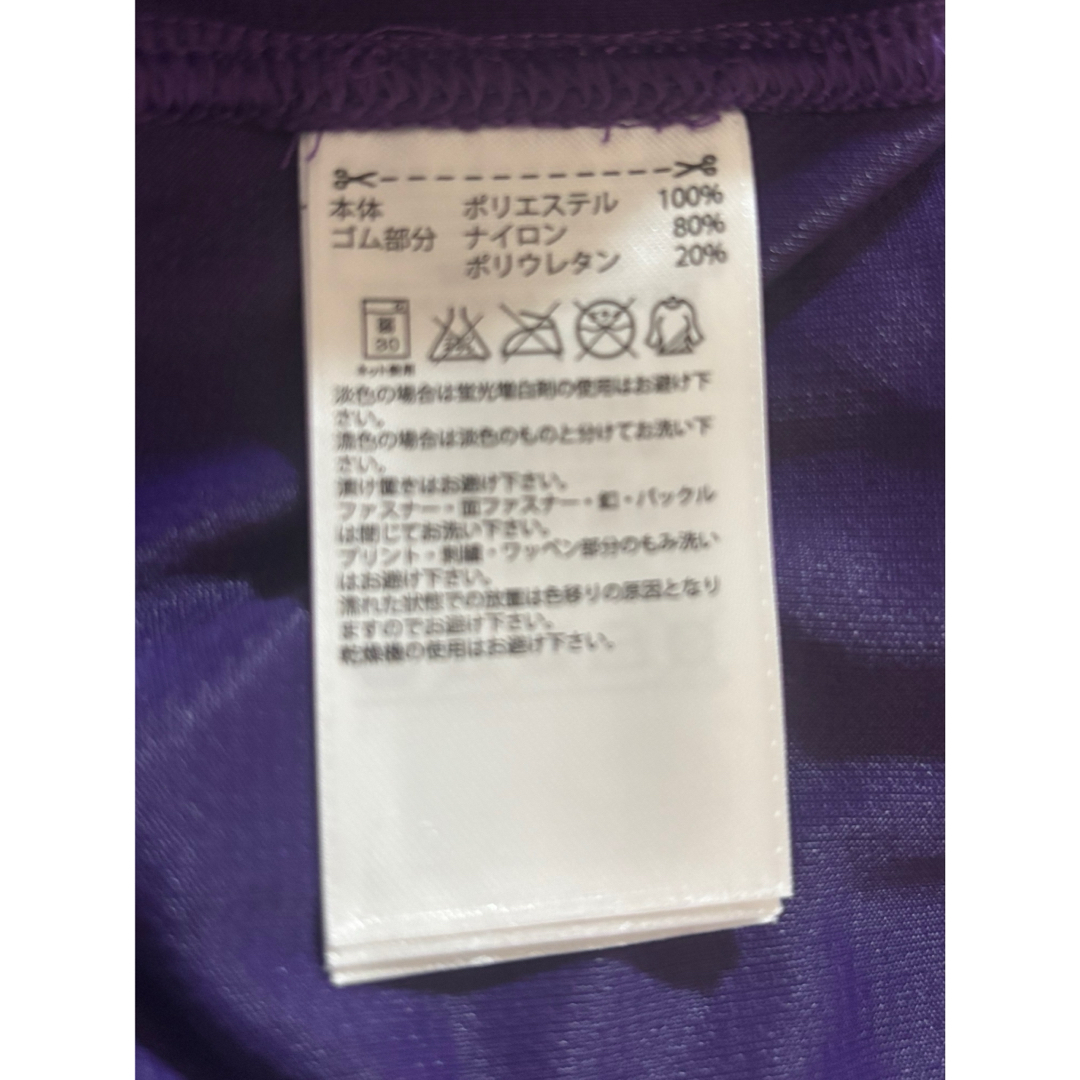 本体 ポリエステル 100%
ゴム部分 ナイロン 80%
ポリウレタン 20%
弱
30
ネット使用
淡色の場合は蛍光増白剤の使用はお避け下
さい。
濃色の場合は淡色のものと分けてお洗い下
さい。
漬け置きはお避け下さい。
ファスナー・面ファスナー・釦・バックル
は閉じてお洗い下さい。
プリント・刺繍・ワッペン部分のもみ洗い
はお避け下さい。
濡れた状態での放置は色移りの原因となり
ますのでお避け下さい。
乾燥機の使用はお避け下さい。